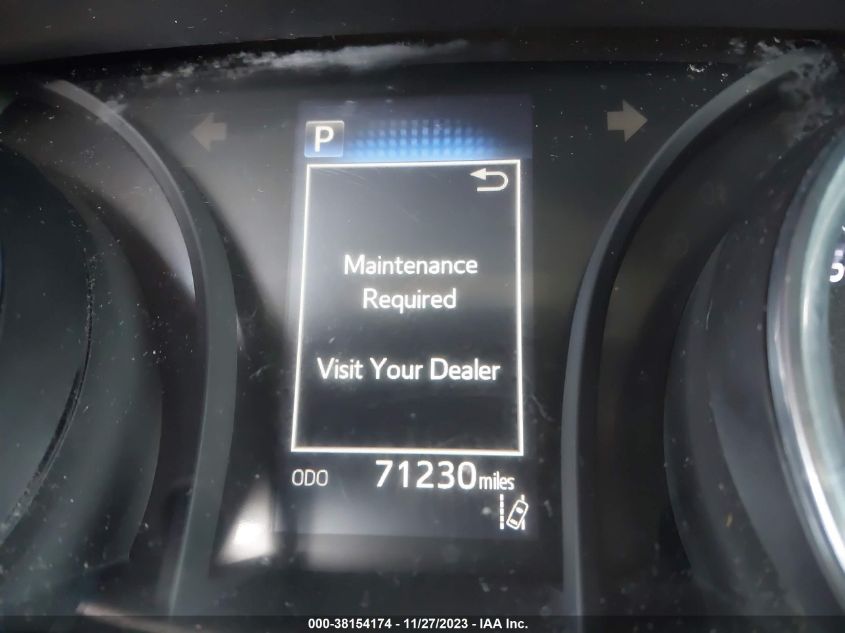 P
Maintenance
Required
Visit Your Dealer
ODO 71230 miles
000-38154174 - 11/27/2023 - IAA Inc.